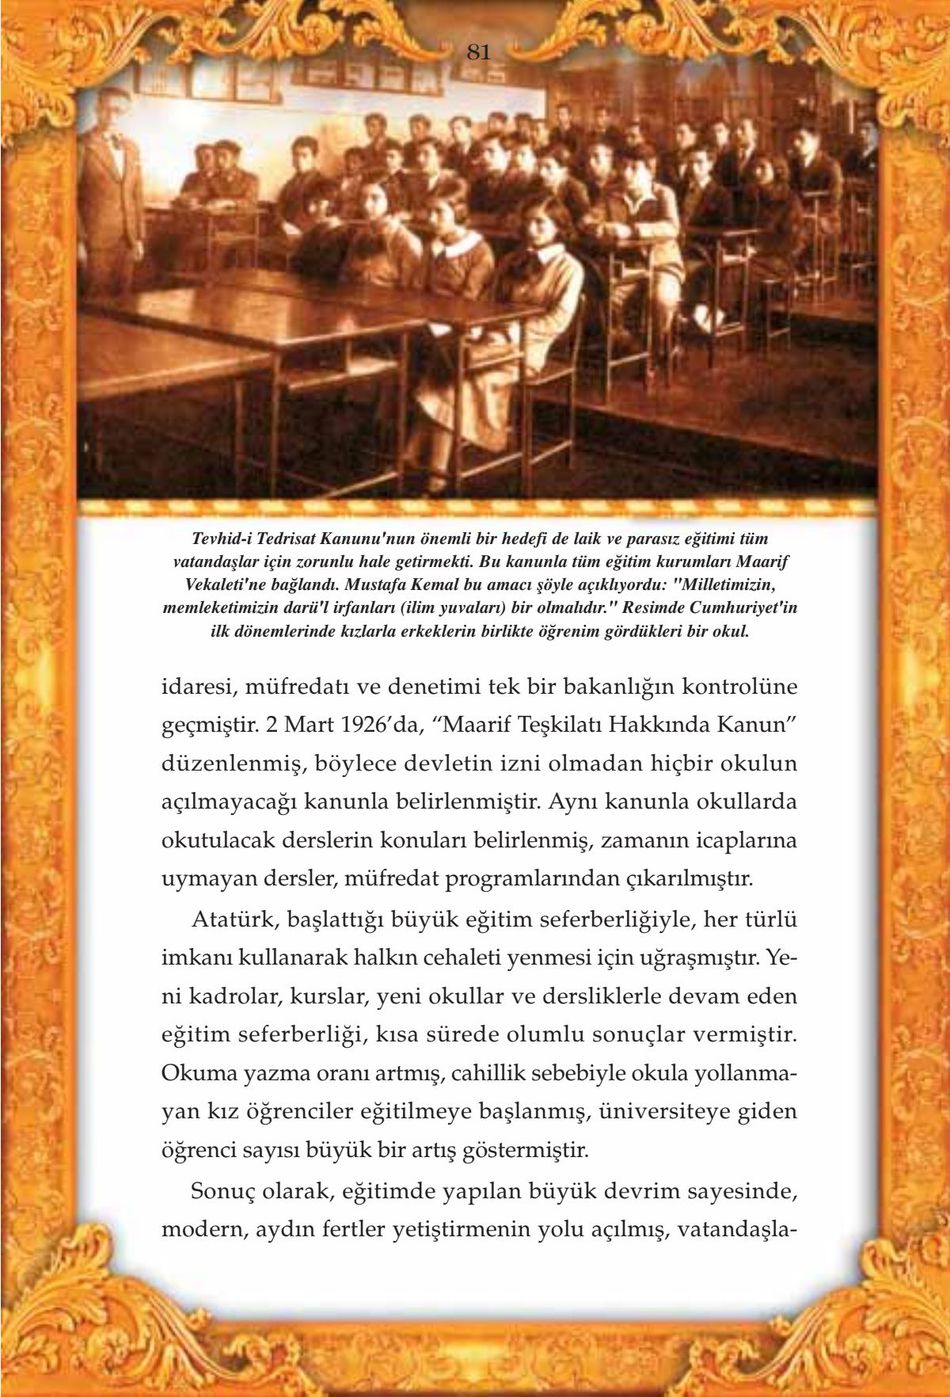 81
Tevhid-i Tedrisat Kanunu'nun önemli bir hedefi de laik ve parasız eğitimi tüm
vatandaşlar için zorunlu hale getirmekti. Bu kanunla tüm eğitim kurumları Maarif
Vekaleti'ne bağlandı. Mustafa Kemal bu amacı şöyle açıklıyordu: "Milletimizin,
memleketimizin darü'l irfanları (ilim yuvaları) bir olmalıdır." Resimde Cumhuriyet'in
ilk dönemlerinde kızlarla erkeklerin birlikte öğrenim gördükleri bir okul.
idaresi, müfredatı ve denetimi tek bir bakanlığın kontrolüne
geçmiştir. 2 Mart 1926’da, “Maarif Teşkilatı Hakkında Kanun”
düzenlenmiş, böylece devletin izni olmadan hiçbir okulun
açılmayacağı kanunla belirlenmiştir. Aynı kanunla okullarda
okutulacak derslerin konuları belirlenmiş, zamanın icaplarına
uymayan dersler, müfredat programlarından çıkarılmıştır.
Atatürk, başlattığı büyük eğitim seferberliğiyle, her türlü
imkanı kullanarak halkın cehaleti yenmesi için uğraşmıştır. Ye-
ni kadrolar, kurslar, yeni okullar ve dersliklerle devam eden
eğitim seferberliği, kısa sürede olumlu sonuçlar vermiştir.
Okuma yazma oranı artmış, cahillik sebebiyle okula yollanma-
yan kız öğrenciler eğitilmeye başlanmış, üniversiteye giden
öğrenci sayısı büyük bir artış göstermiştir.
Sonuç olarak, eğitimde yapılan büyük devrim sayesinde,
modern, aydın fertler yetiştirmenin yolu açılmış, vatandaşla-